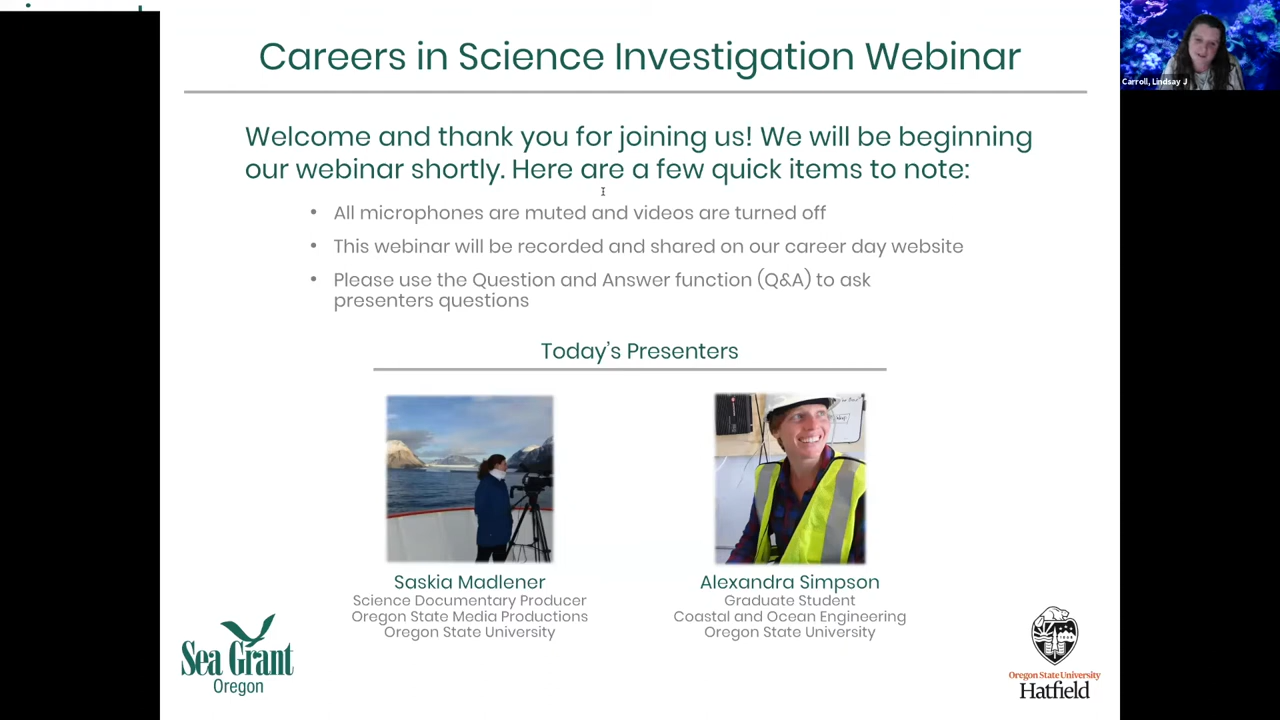 Careers in Science Investigation Webinar
Carroll, Lindsay J
Welcome and thank you for joining us! We will be beginning
our webinar shortly. Here are a few quick items to note:
• All microphones are muted and videos are turned off
• This webinar will be recorded and shared on our career day website
• Please use the Question and Answer function (Q&A) to ask
presenters questions
Today's Presenters
Saskia Madlener
Science Documentary Producer
Oregon State Media Productions
Oregon State University
Alexandra Simpson
Graduate Student
Coastal and Ocean Engineering
Oregon State University
Sea Grant
Oregon
Oregon State University
Hatfield